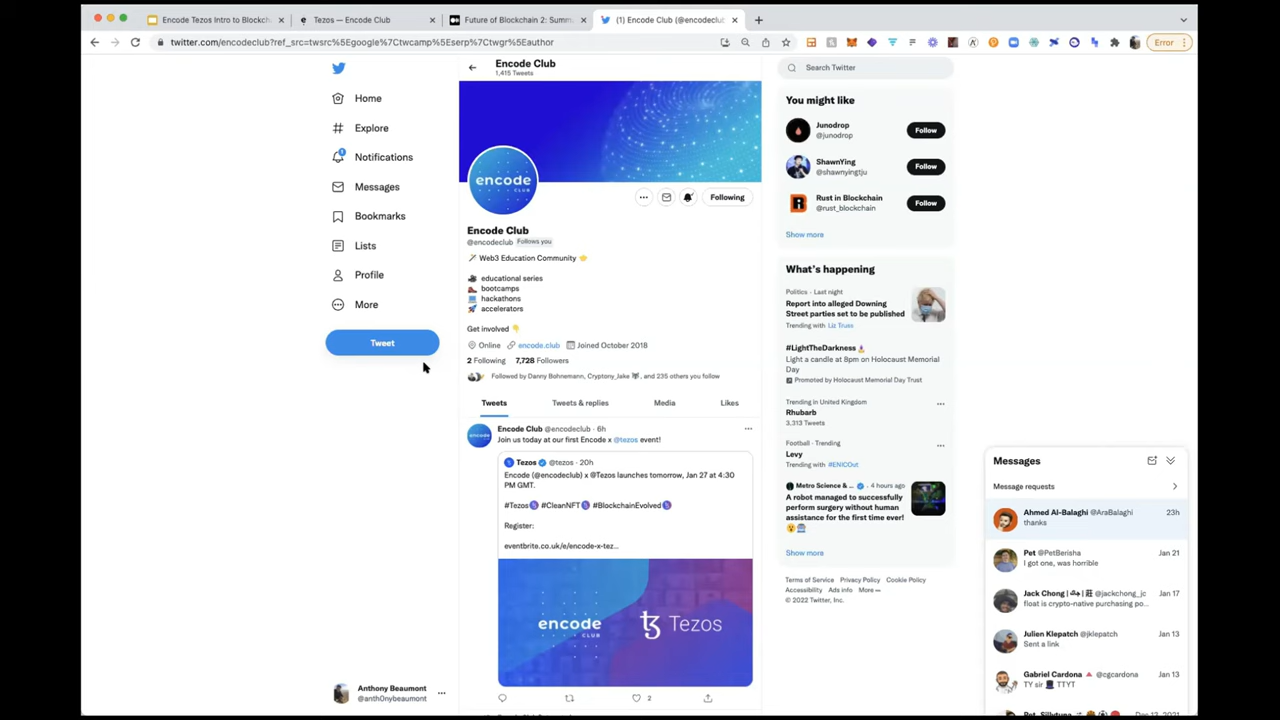 Encode Tezos Intro to Blockch
Tezos — Encode Club
Future of Blockchain 2: Summ
(1) Encode Club (@encodeclub
twitter.com/encodeclub?ref_src=twsrc%5Egoogle%7Ctwcamp%5Eserp%7Ctwgr%5Eauthor
Error
Home
Explore
Notifications
Messages
Bookmarks
Lists
Profile
More
Tweet
Anthony Beaumont
@anth0nybeaumont
Encode Club
1,415 Tweets
encode
CLUB
Following
Encode Club
@encodeclub Follows you
Web3 Education Community
educational series
bootcamps
hackathons
accelerators
Get involved
Online encode.club Joined October 2018
2 Following 7,728 Followers
Followed by Danny Bohnemann, Cryptony_Jake, and 235 others you follow
Tweets Tweets & replies Media Likes
Encode Club @encodeclub · 6h
Join us today at our first Encode x @tezos event!
Tezos @tezos · 20h
Encode (@encodeclub) x @Tezos launches tomorrow, Jan 27 at 4:30
PM GMT.
#Tezos #CleanNFT #BlockchainEvolved
Register:
eventbrite.co.uk/e/encode-x-tez...
encode
CLUB
Tezos
2
Search Twitter
You might like
Junodrop
@junodrop
Follow
ShawnYing
@shawnyingtju
Follow
Rust in Blockchain
@rust_blockchain
Follow
Show more
What's happening
Politics · Last night
Report into alleged Downing
Street parties set to be published
Trending with Liz Truss
#LightTheDarkness
Light a candle at 8pm on Holocaust Memorial
Day
Promoted by Holocaust Memorial Day Trust
Trending in United Kingdom
Rhubarb
3,313 Tweets
Football · Trending
Levy
Trending with #ENICOut
Metro Science & ... · 4 hours ago
A robot managed to successfully
perform surgery without human
assistance for the first time ever!
Show more
Terms of Service Privacy Policy Cookie Policy
Accessibility Ads info More
© 2022 Twitter, Inc.
Messages
Message requests
Ahmed Al-Balaghi @AraBalaghi 23h
thanks
Pet @PetBerisha Jan 21
I got one, was horrible
Jack Chong @jackchong_jc Jan 17
float is crypto-native purchasing po...
Julien Klepatch @jklepatch Jan 13
Sent a link
Gabriel Cardona @cgcardona Jan 13
TY sir TTYT